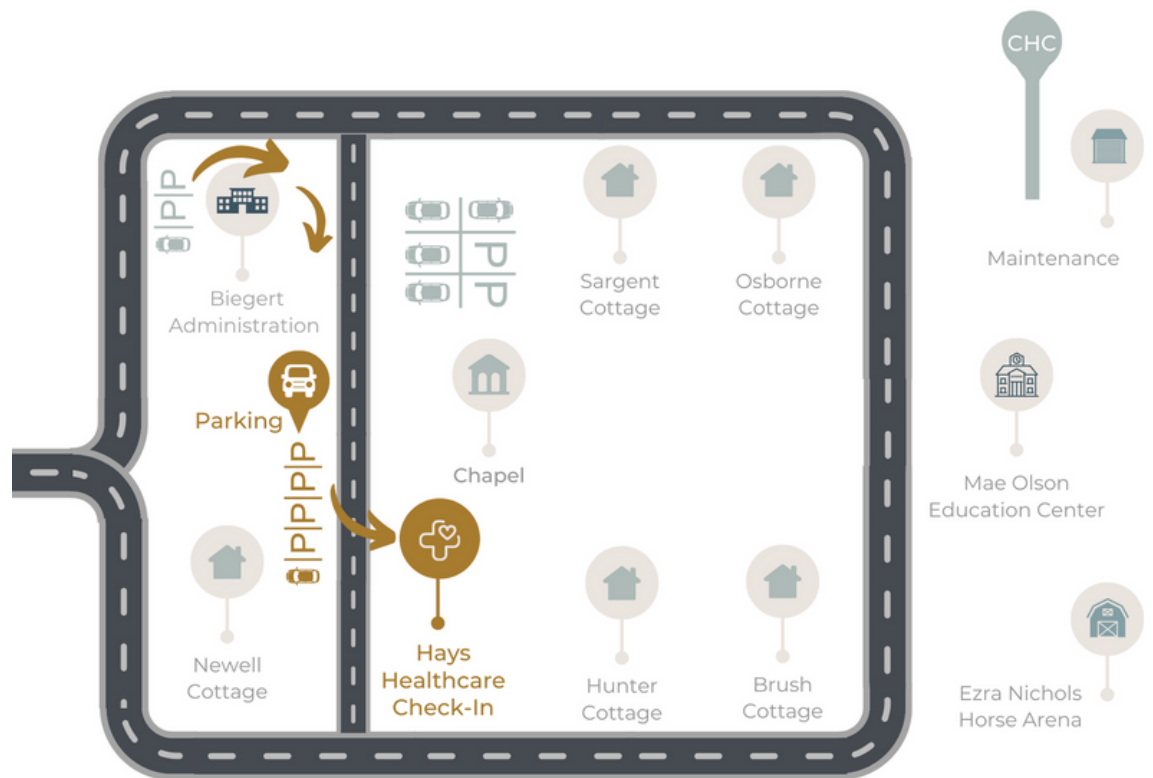 CHC
P|P
Biegert
Administration
P
P
Sargent
Cottage
Osborne
Cottage
Maintenance
Parking
P|P|P|P
Chapel
Mae Olson
Education Center
Newell
Cottage
Hays
Healthcare
Check-In
Hunter
Cottage
Brush
Cottage
Ezra Nichols
Horse Arena